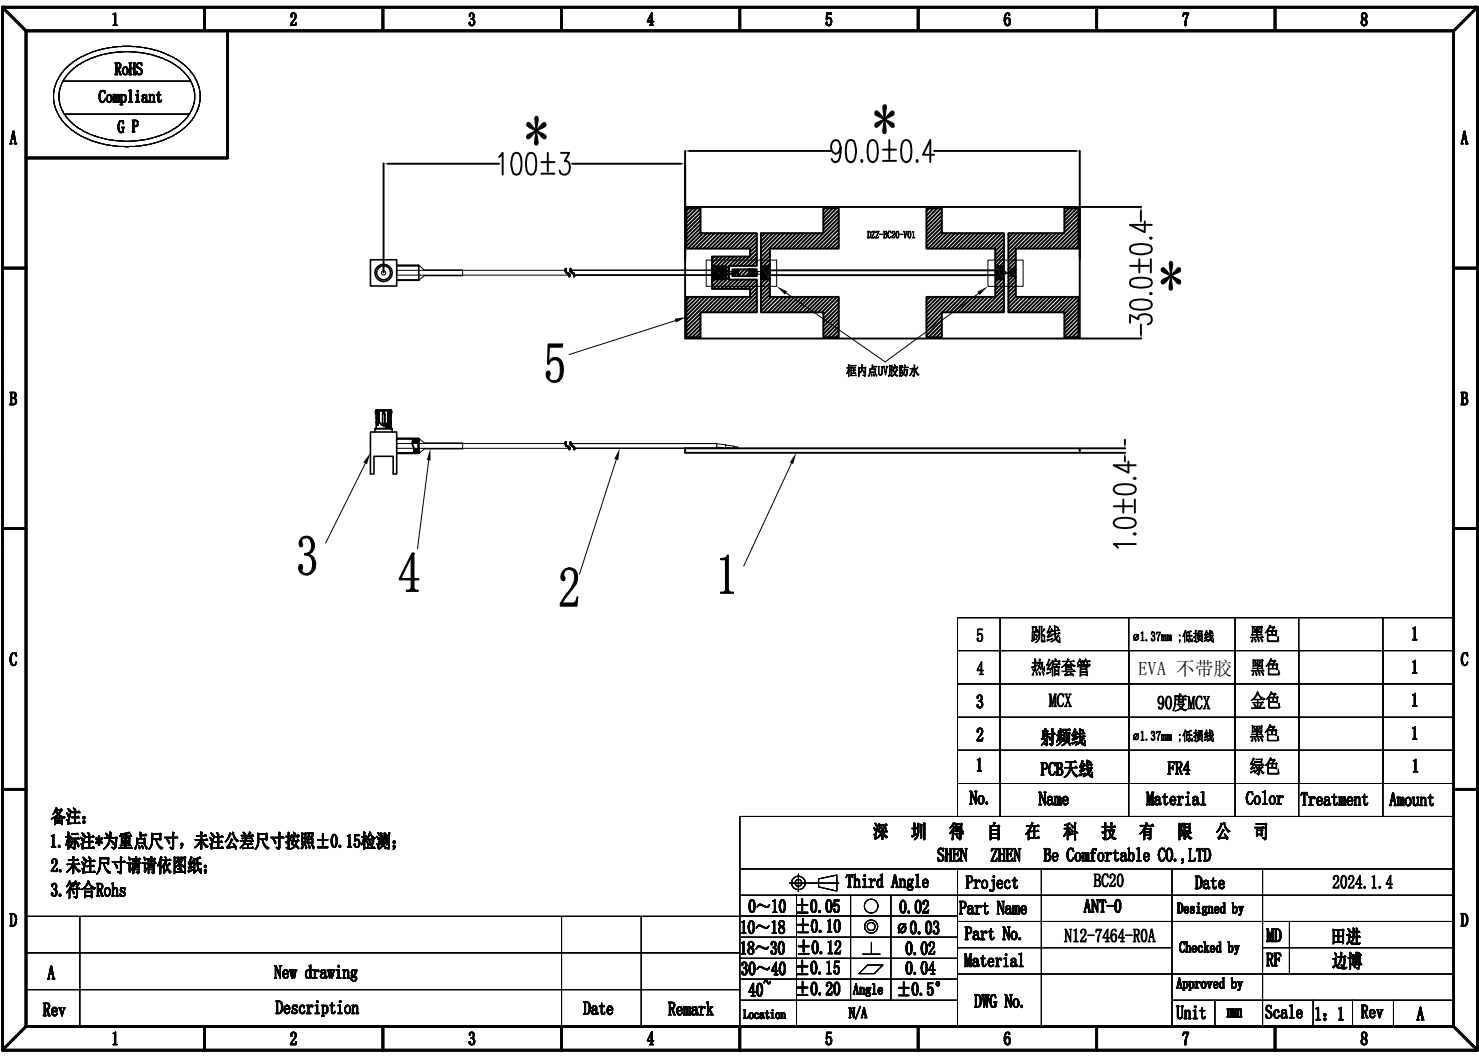 1 2 3 4 5 6 7 8
RoHS
Compliant
G P
A A
*
100±3
*
90.0±0.4
DZZ-BC20-V01
30.0±0.4
*
5
框内点UV胶防水
B B
3
4
2
1
1.0±0.4
C C
5 跳线 ø1.37mm ;低损线 黑色 1
4 热缩套管 EVA 不带胶 黑色 1
3 MCX 90度MCX 金色 1
2 射频线 ø1.37mm ;低损线 黑色 1
1 PCB天线 FR4 绿色 1
No. Name Material Color Treatment Amount
备注:
1.标注*为重点尺寸, 未注公差尺寸按照±0.15检测;
2.未注尺寸请请依图纸;
3.符合Rohs
深 圳 得 自 在 科 技 有 限 公 司
SHEN ZHEN Be Comfortable CO.,LTD
Third Angle Project BC20 Date 2024.1.4
0~10 ±0.05 0.02 Part Name ANT-0 Designed by
10~18 ±0.10 ø0.03 Part No. N12-7464-R0A Checked by MD 田进
18~30 ±0.12 0.02 Material RF 边博
30~40 ±0.15 0.04
40~ ±0.20 Angle ±0.5° DWG No. Approved by
Location N/A Unit mm Scale 1: 1 Rev A
D D
A New drawing
Rev Description Date Remark
1 2 3 4 5 6 7 8